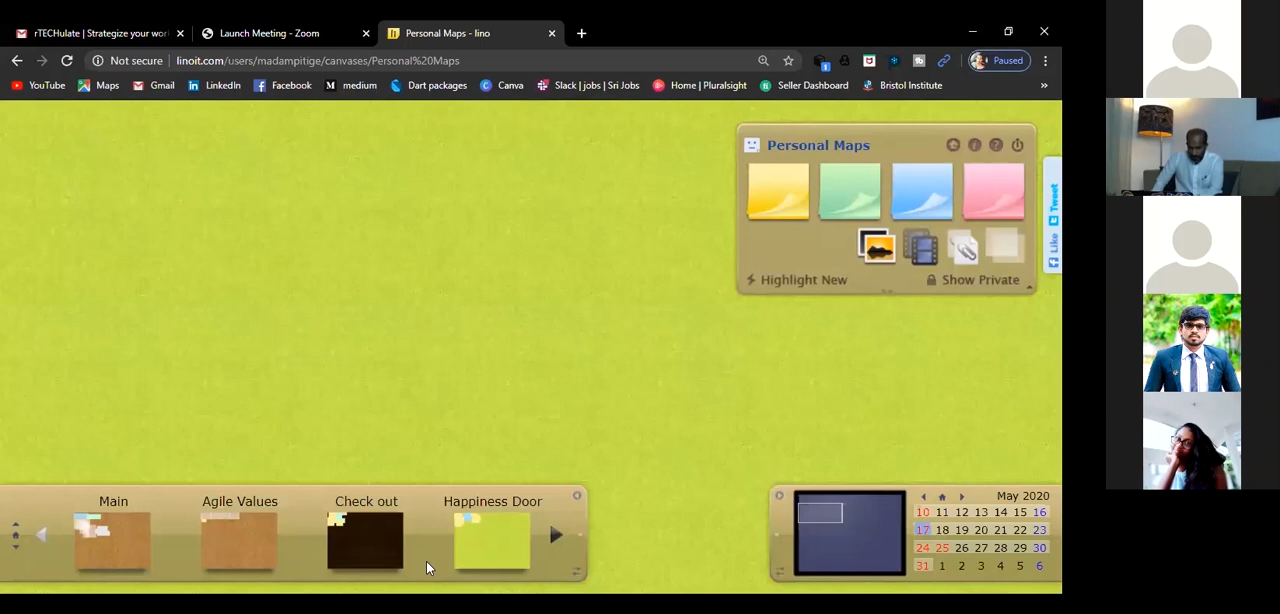 rTECHulate | Strategize your wor
Launch Meeting - Zoom
Personal Maps - lino
Not secure
linoit.com/users/madampitige/canvases/Personal%20Maps
Paused
YouTube
Maps
Gmail
LinkedIn
Facebook
medium
Dart packages
Canva
Slack | jobs | Sri Jobs
Home | Pluralsight
Seller Dashboard
Bristol Institute
Personal Maps
Highlight New
Show Private
Tweet
Like
Main
Agile Values
Check out
Happiness Door
May 2020
10 11 12 13 14 15 16
17 18 19 20 21 22 23
24 25 26 27 28 29 30
31 1 2 3 4 5 6